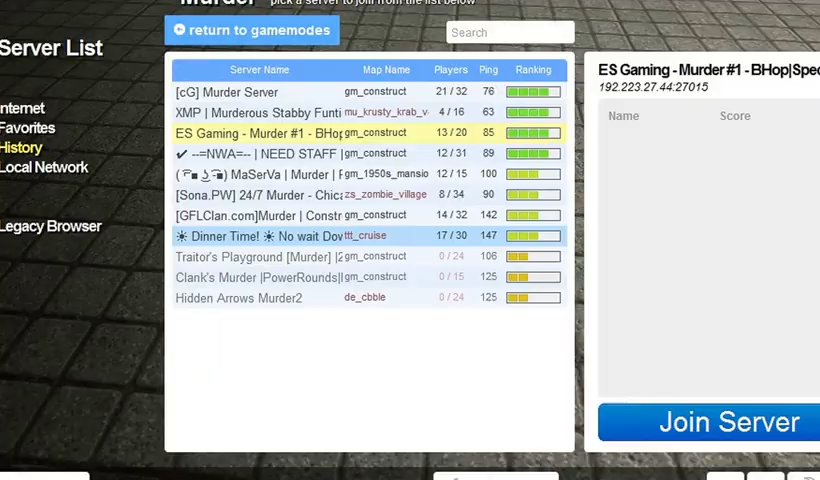 Murder pick a server to join from the list below
return to gamemodes
Search
Server List
Internet
Favorites
History
Local Network
Legacy Browser
Server Name Map Name Players Ping Ranking
[cG] Murder Server gm_construct 21 / 32 76
XMP | Murderous Stabby Funti mu_krusty_krab_v 4 / 16 63
ES Gaming - Murder #1 - BHop gm_construct 13 / 20 85
✔ --=NWA=-- | NEED STAFF | gm_construct 12 / 31 89
MaSerVa | Murder | F gm_1950s_mansio 12 / 15 100
[Sona.PW] 24/7 Murder - Chica zs_zombie_village 8 / 34 90
[GFLClan.com]Murder | Constr gm_construct 14 / 32 142
☀ Dinner Time! ☀ No wait Dow ttt_cruise 17 / 30 147
Traitor's Playground [Murder] |2 gm_construct 0 / 24 106
Clank's Murder |PowerRounds| gm_construct 0 / 15 125
Hidden Arrows Murder2 de_cbble 0 / 24 125
ES Gaming - Murder #1 - BHop|Spec
192.223.27.44:27015
Name Score
Join Server